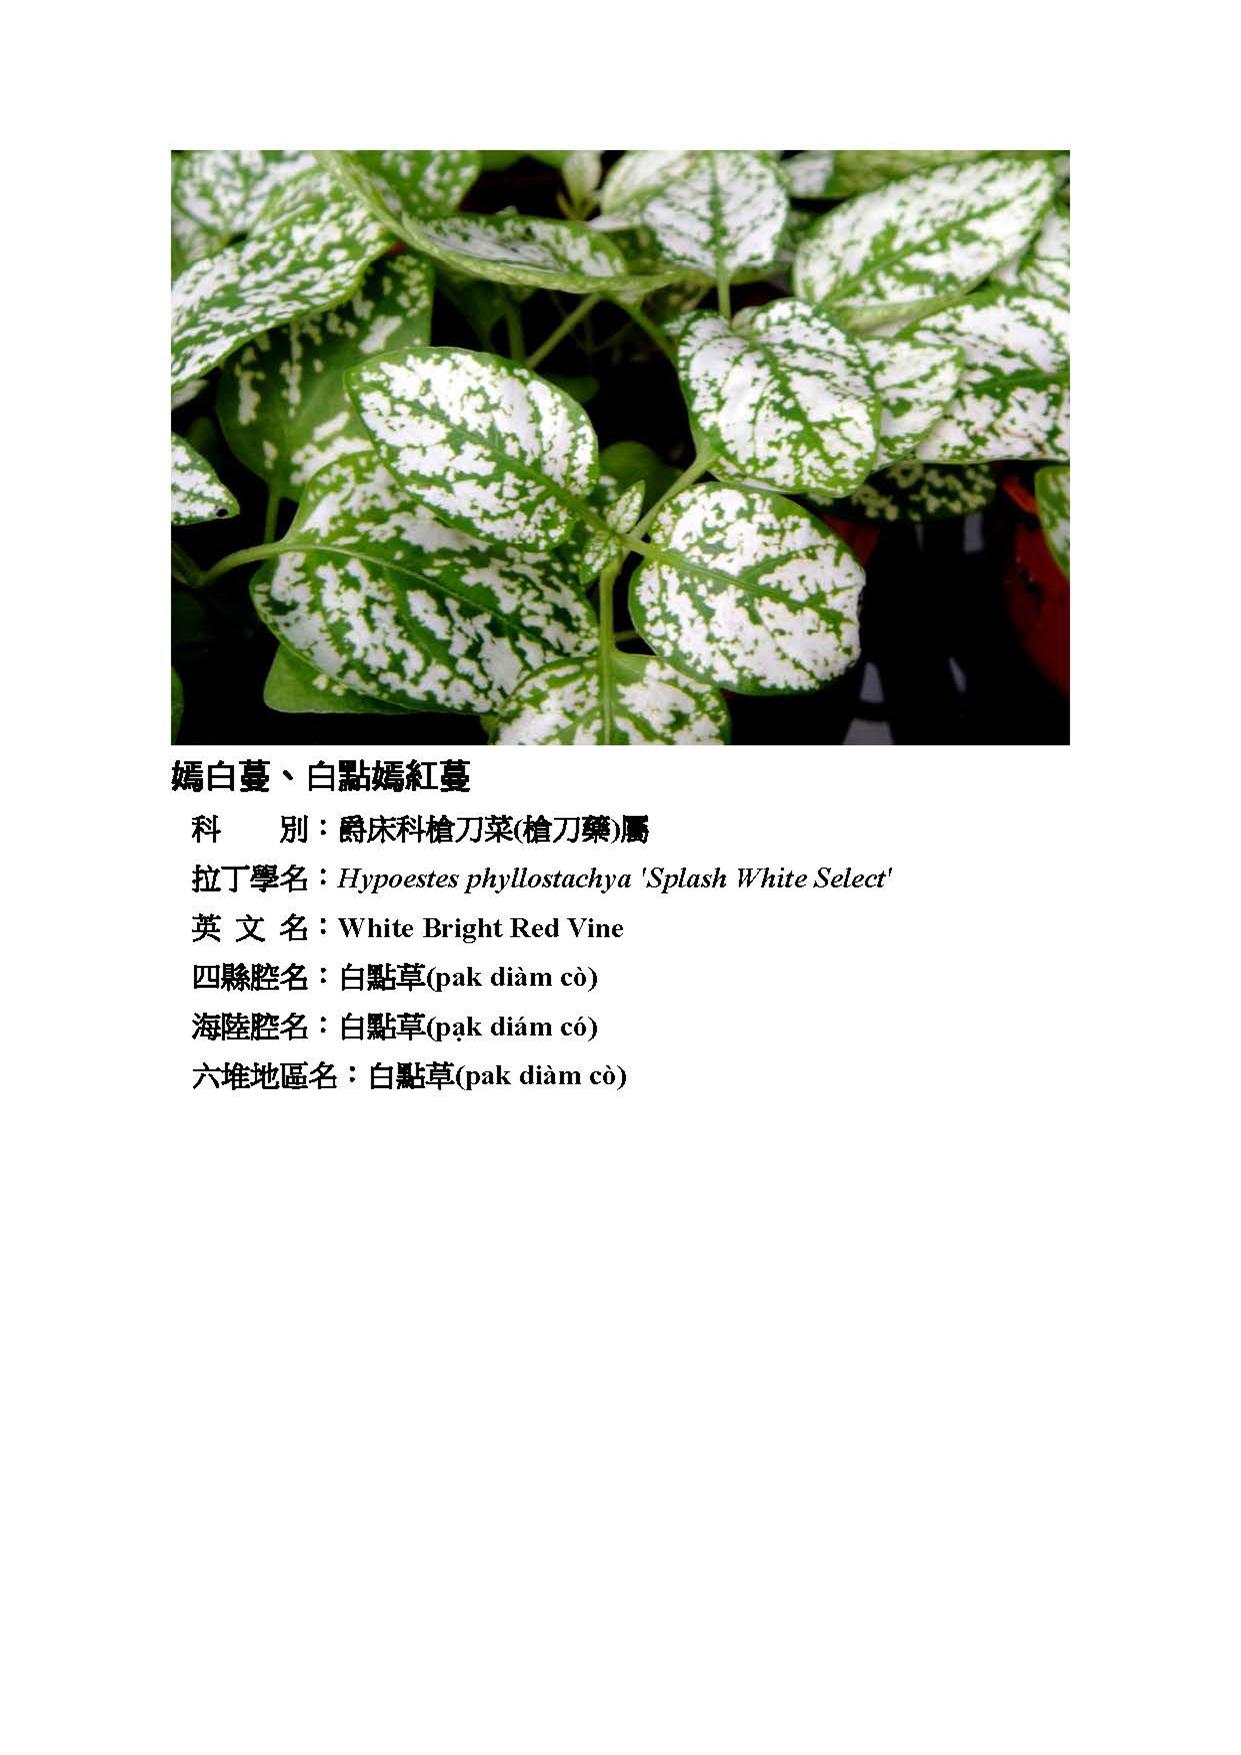 嫣白蔓、白點嫣紅蔓
科　　別：爵床科槍刀菜(槍刀藥)屬
拉丁學名：Hypoestes phyllostachya 'Splash White Select'
英 文 名：White Bright Red Vine
四縣腔名：白點草(pak diàm cò)
海陸腔名：白點草(pa̩k diám có)
六堆地區名：白點草(pak diàm cò)